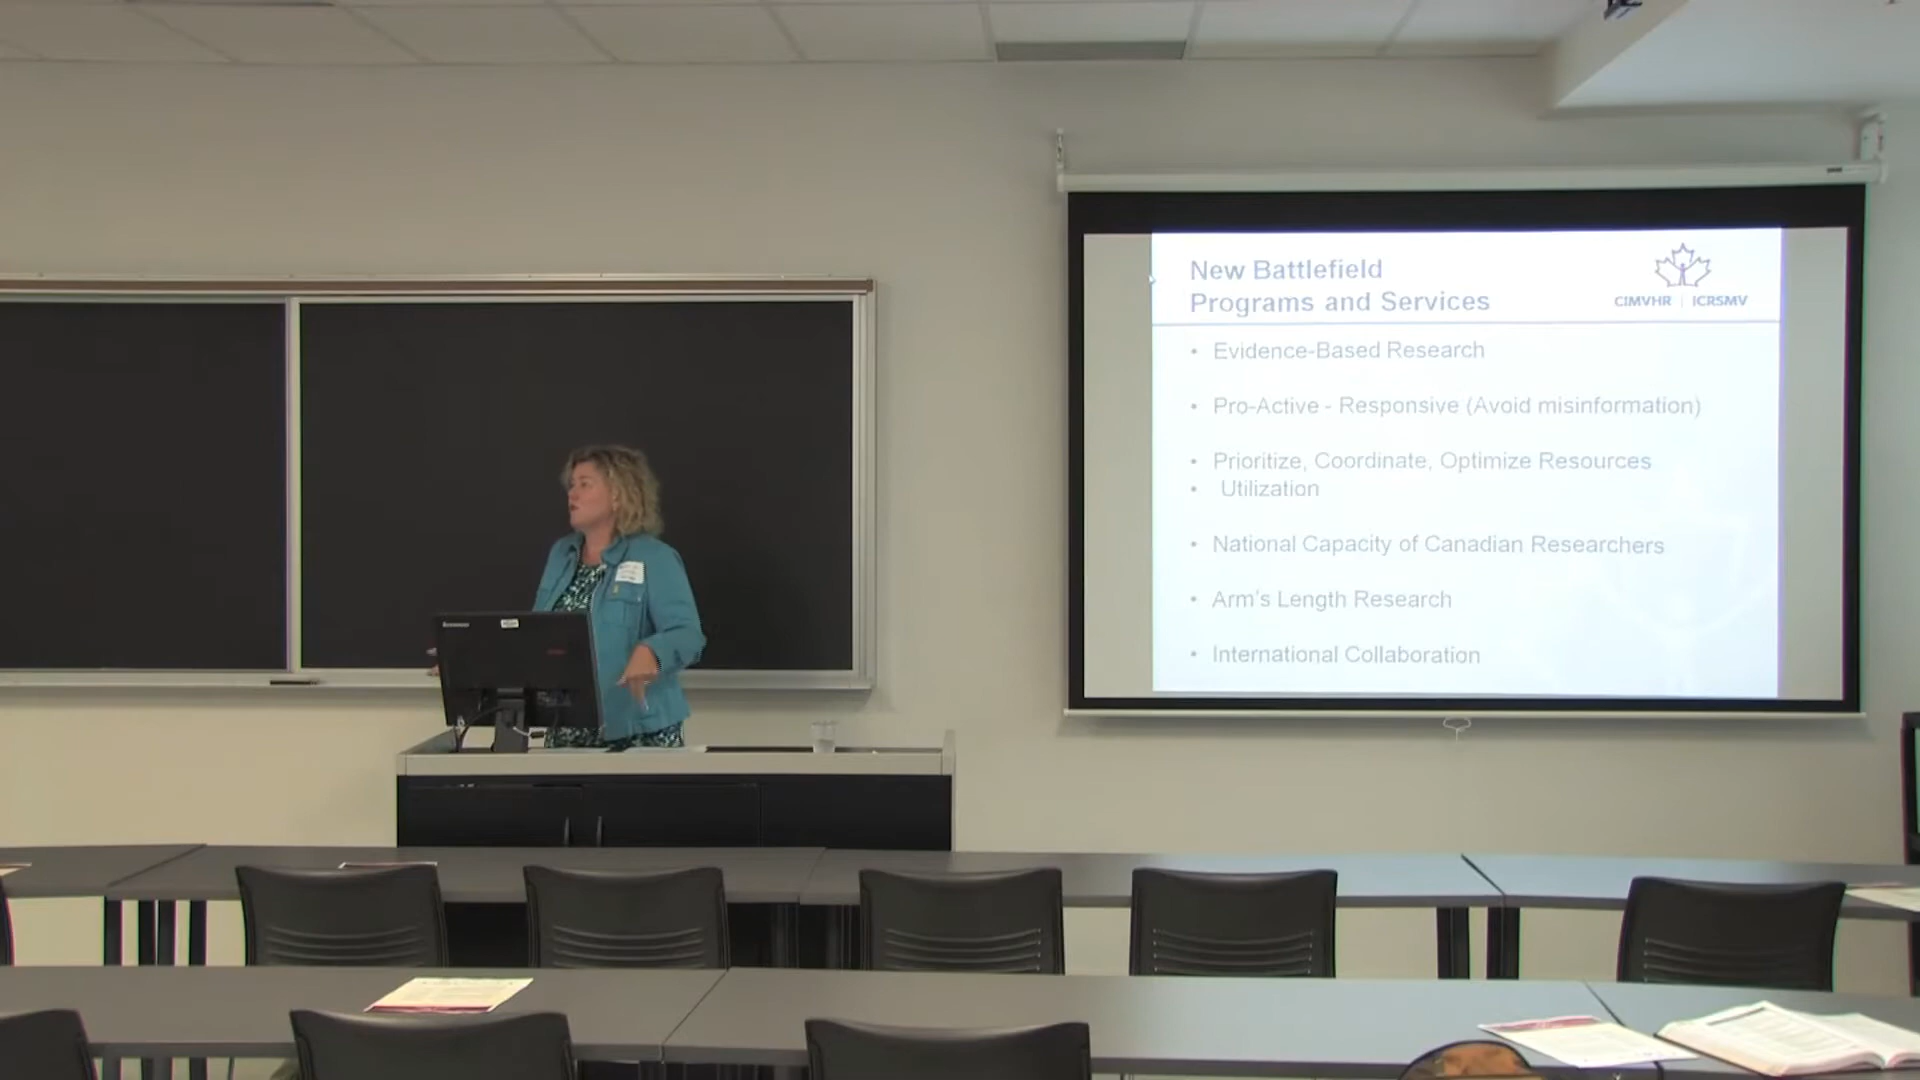 New Battlefield
Programs and Services
CIMVHR | ICRSMV
• Evidence-Based Research
• Pro-Active - Responsive (Avoid misinformation)
• Prioritize, Coordinate, Optimize Resources
• Utilization
• National Capacity of Canadian Researchers
• Arm's Length Research
• International Collaboration